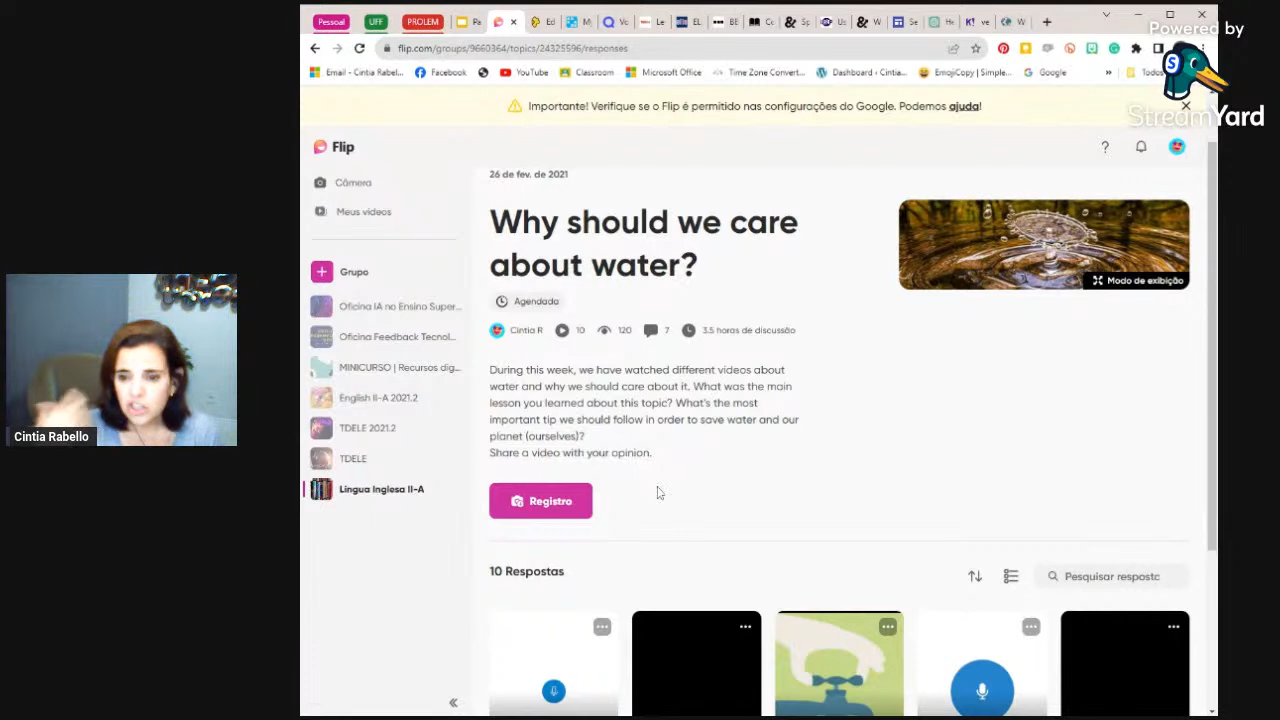 Pessoal
UFF
PROLEM
Powered by
StreamYard
flip.com/groups/9660364/topics/24325596/responses
Email - Cintia Rabel...
Facebook
YouTube
Classroom
Microsoft Office
Time Zone Convert...
Dashboard ‹ Cintia...
EmojiCopy | Simple...
Google
»
Todos
Importante! Verifique se o Flip é permitido nas configurações do Google. Podemos ajuda!
Flip
Câmera
Meus vídeos
Grupo
Oficina IA no Ensino Super...
Oficina Feedback Tecnol...
MINICURSO | Recursos dig...
English II-A 2021.2
TDELE 2021.2
TDELE
Língua Inglesa II-A
26 de fev. de 2021
Why should we care
about water?
Modo de exibição
Agendada
Cintia R
10
120
7
3.5 horas de discussão
During this week, we have watched different videos about
water and why we should care about it. What was the main
lesson you learned about this topic? What's the most
important tip we should follow in order to save water and our
planet (ourselves)?
Share a video with your opinion.
Registro
10 Respostas
Pesquisar resposta
Cintia Rabello